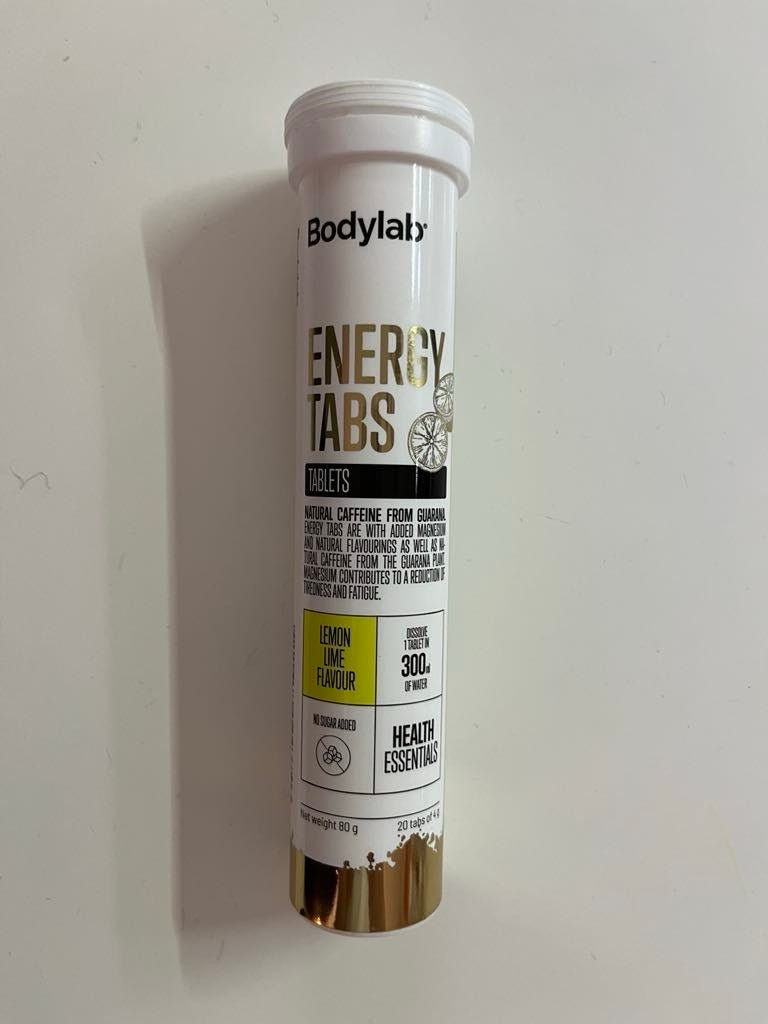 Bodylab®
ENERGY
TABS
TABLETS
NATURAL CAFFEINE FROM GUARANA.
ENERGY TABS ARE WITH ADDED MAGNESIUM
AND NATURAL FLAVOURINGS AS WELL AS NA-
TURAL CAFFEINE FROM THE GUARANA PLANT.
MAGNESIUM CONTRIBUTES TO A REDUCTION OF
TIREDNESS AND FATIGUE.
LEMON
LIME
FLAVOUR
DISSOLVE
1 TABLET IN
300ml
OF WATER
NO SUGAR ADDED
HEALTH
ESSENTIALS
Net weight 80 g
20 tabs of 4 g